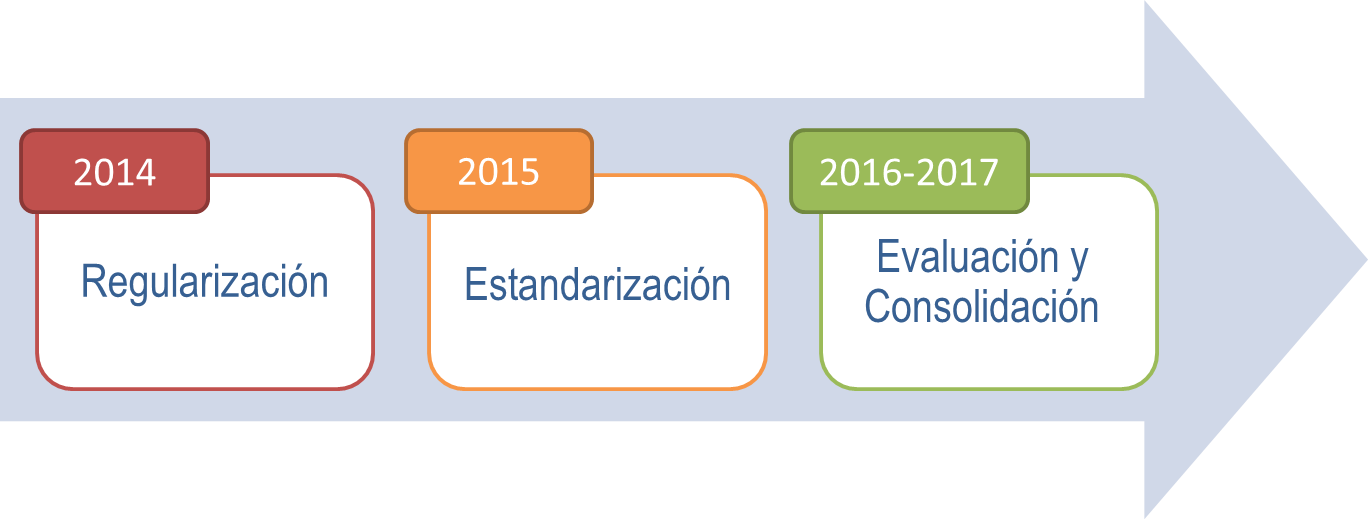 2014
Regularización
2015
Estandarización
2016-2017
Evaluación y
Consolidación